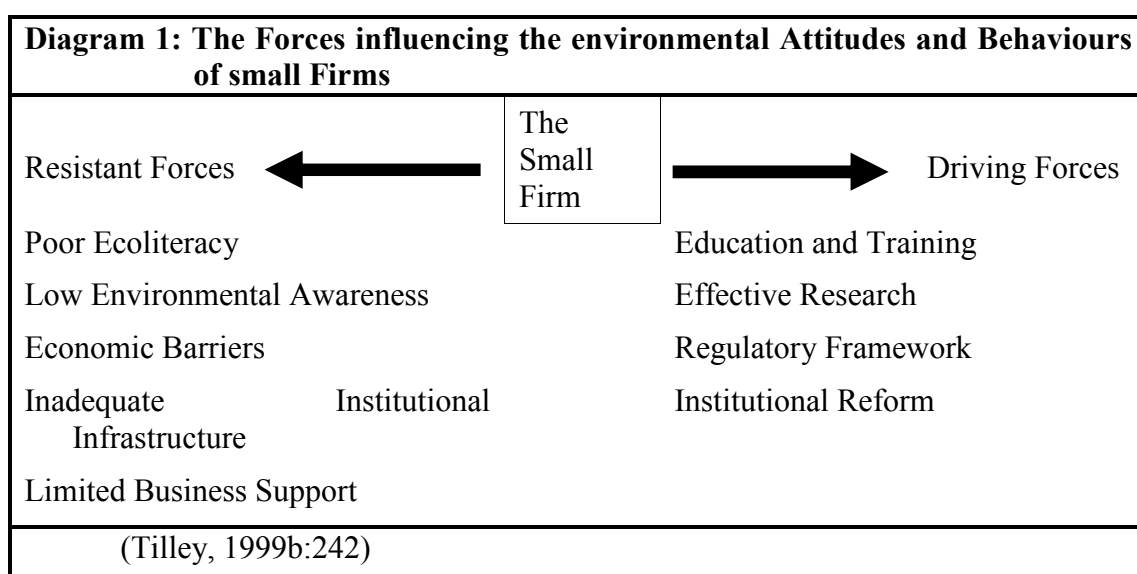 Diagram 1: The Forces influencing the environmental Attitudes and Behaviours
of small Firms
The
Small
Firm
Resistant Forces
Driving Forces
Poor Ecoliteracy
Education and Training
Low Environmental Awareness
Effective Research
Economic Barriers
Regulatory Framework
Inadequate Institutional
Infrastructure
Institutional Reform
Limited Business Support
(Tilley, 1999b:242)